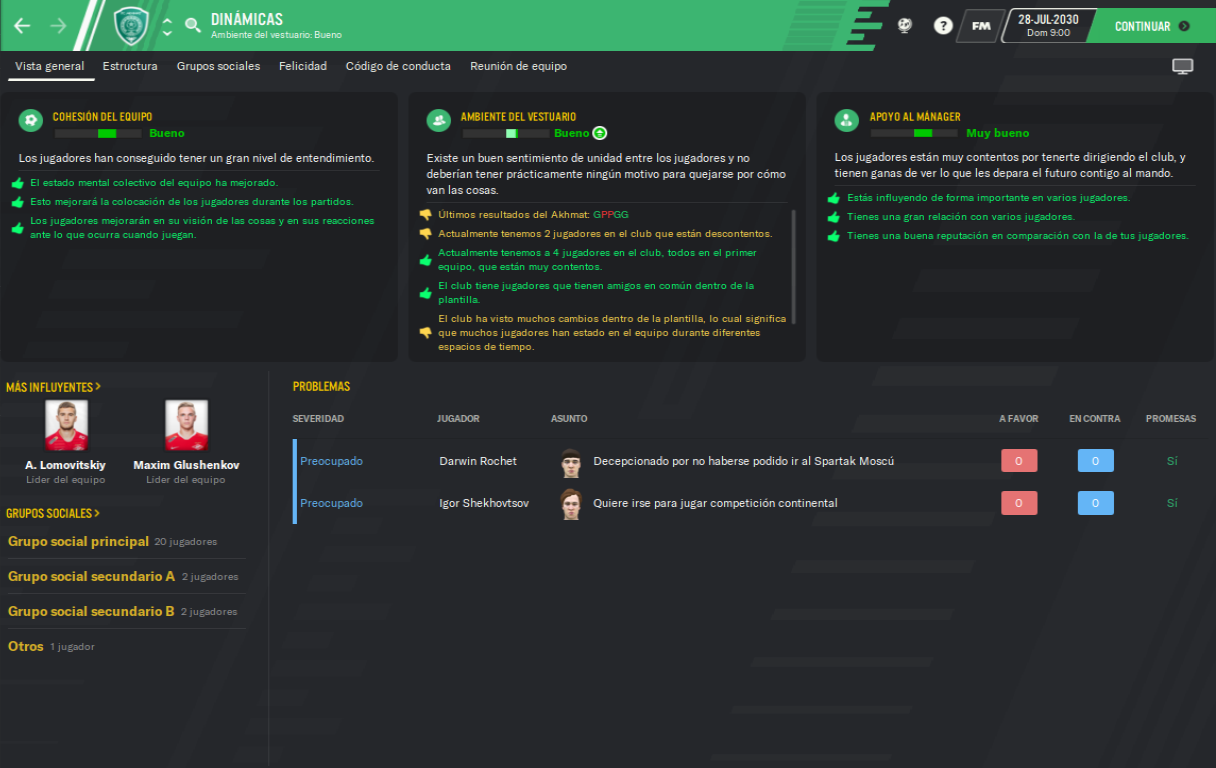 DINÁMICAS
Ambiente del vestuario: Bueno
?
FM
28-JUL-2030
Dom 9:00
CONTINUAR
Vista general
Estructura
Grupos sociales
Felicidad
Código de conducta
Reunión de equipo
COHESIÓN DEL EQUIPO
Bueno
Los jugadores han conseguido tener un gran nivel de entendimiento.
El estado mental colectivo del equipo ha mejorado.
Esto mejorará la colocación de los jugadores durante los partidos.
Los jugadores mejorarán en su visión de las cosas y en sus reacciones
ante lo que ocurra cuando juegan.
AMBIENTE DEL VESTUARIO
Bueno
Existe un buen sentimiento de unidad entre los jugadores y no
deberían tener prácticamente ningún motivo para quejarse por cómo
van las cosas.
Últimos resultados del Akhmat: GPPGG
Actualmente tenemos 2 jugadores en el club que están descontentos.
Actualmente tenemos a 4 jugadores en el club, todos en el primer
equipo, que están muy contentos.
El club tiene jugadores que tienen amigos en común dentro de la
plantilla.
El club ha visto muchos cambios dentro de la plantilla, lo cual significa
que muchos jugadores han estado en el equipo durante diferentes
espacios de tiempo.
APOYO AL MÁNAGER
Muy bueno
Los jugadores están muy contentos por tenerte dirigiendo el club, y
tienen ganas de ver lo que les depara el futuro contigo al mando.
Estás influyendo de forma importante en varios jugadores.
Tienes una gran relación con varios jugadores.
Tienes una buena reputación en comparación con la de tus jugadores.
MÁS INFLUYENTES >
A. Lomovitskiy
Líder del equipo
Maxim Glushenkov
Líder del equipo
GRUPOS SOCIALES >
Grupo social principal 20 jugadores
Grupo social secundario A 2 jugadores
Grupo social secundario B 2 jugadores
Otros 1 jugador
PROBLEMAS
SEVERIDAD JUGADOR ASUNTO A FAVOR EN CONTRA PROMESAS
Preocupado Darwin Rochet Decepcionado por no haberse podido ir al Spartak Moscú 0 0 Sí
Preocupado Igor Shekhovtsov Quiere irse para jugar competición continental 0 0 Sí